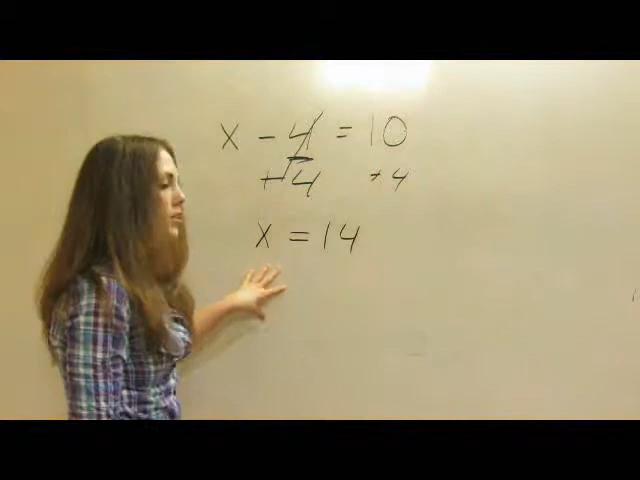 x - 4 = 10
+4 +4
x = 14